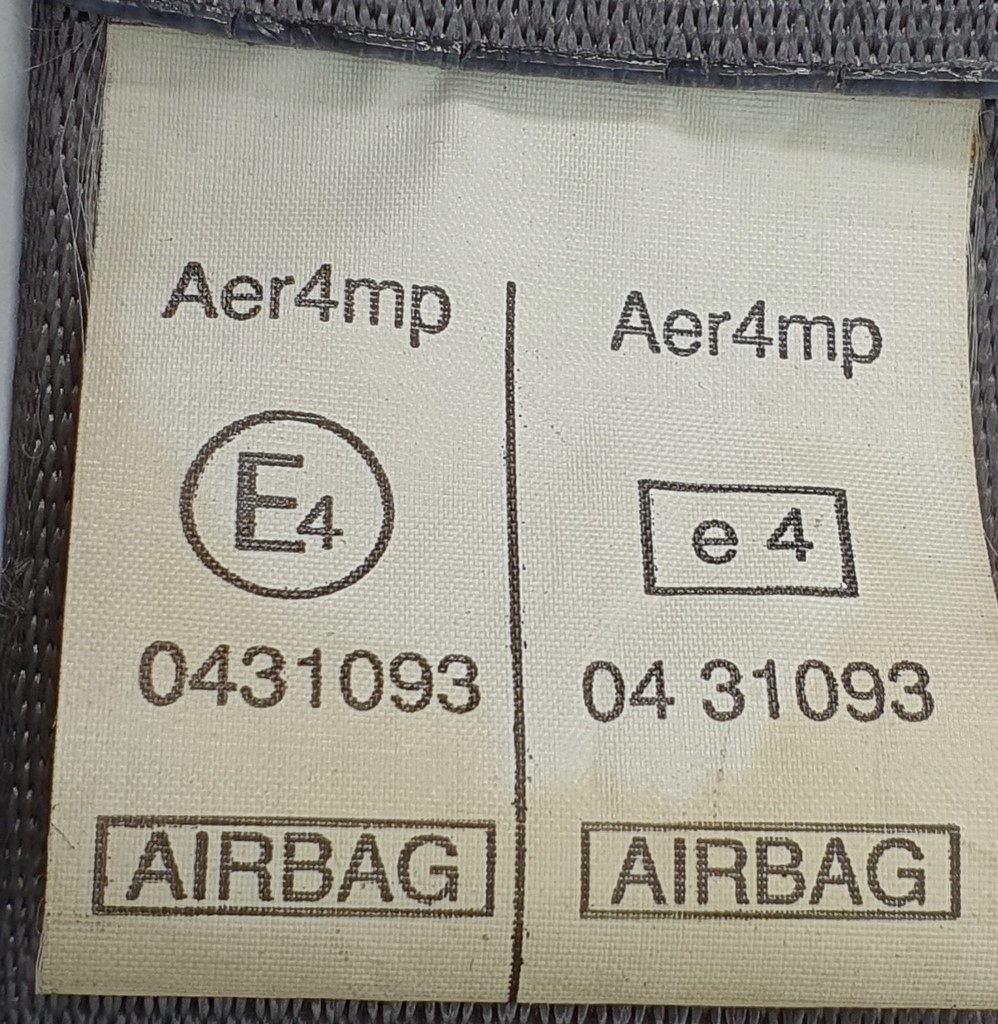 Aer4mp
E4
0431093
AIRBAG
Aer4mp
e 4
04 31093
AIRBAG